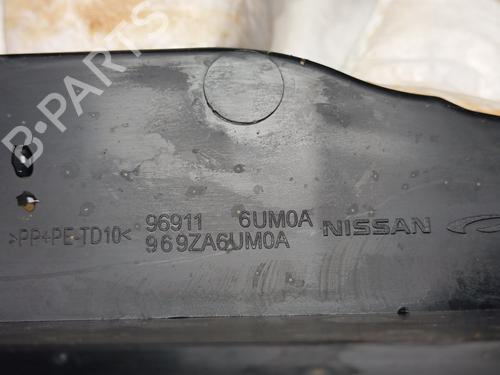 B-PARTS
>PP+PE-TD10<
96911 6UM0A
969ZA6UM0A
NISSAN